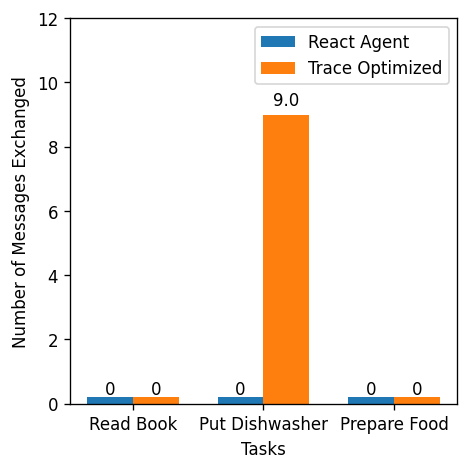 React Agent
Trace Optimized
Number of Messages Exchanged
12
10
8
6
4
2
0
0 0 0 9.0 0 0
Read Book Put Dishwasher Prepare Food
Tasks